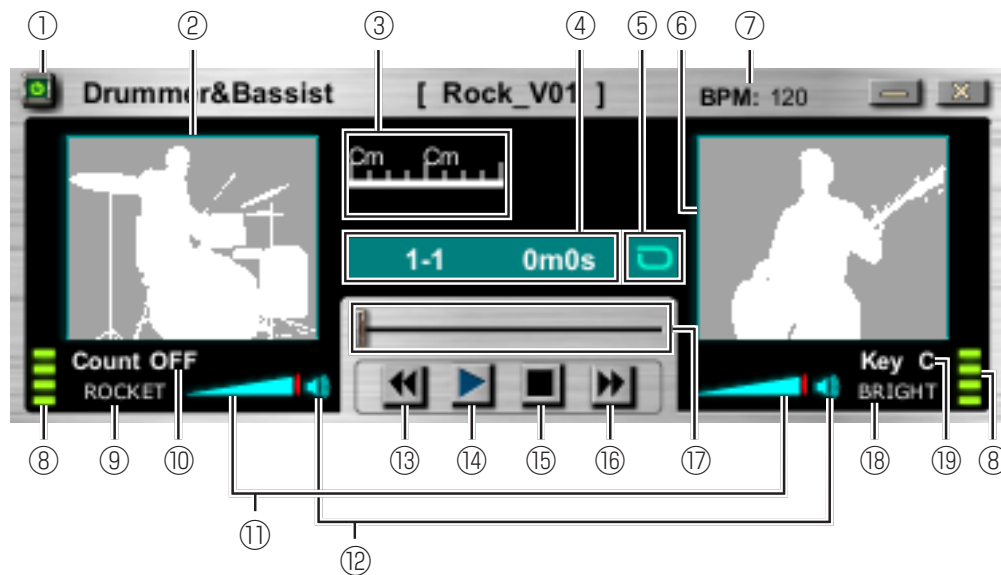 ① ② ③ ④ ⑤ ⑥ ⑦
Drummer&Bassist [ Rock_V01 ] BPM: 120
Cm Cm
1-1 0m0s
Count OFF Key C
ROCKET BRIGHT
⑧ ⑨ ⑩ ⑬ ⑭ ⑮ ⑯ ⑰ ⑱ ⑲ ⑧
⑪
⑫